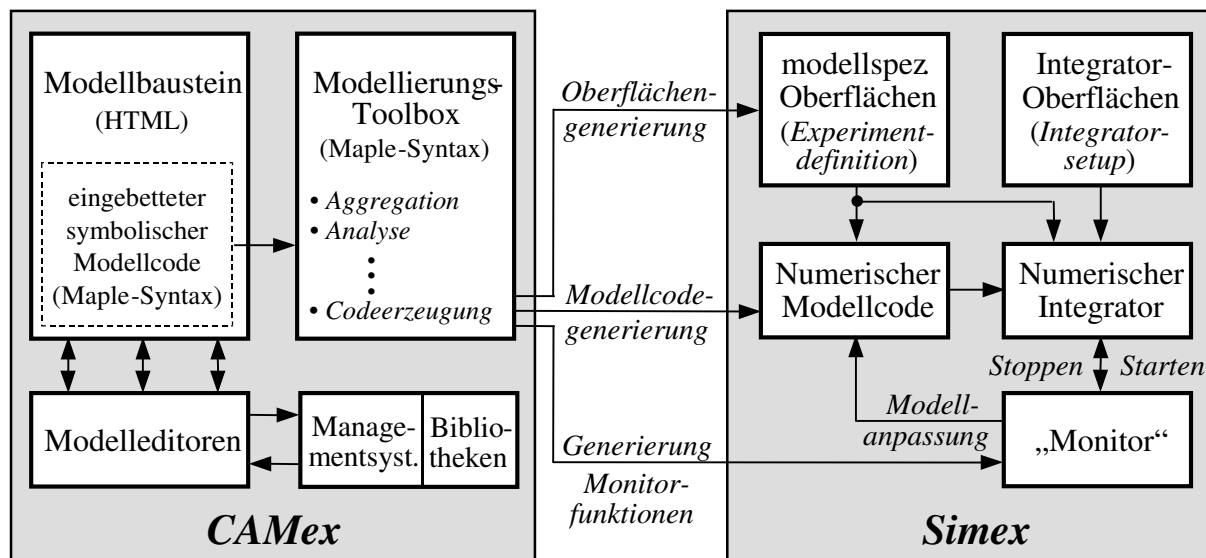 Modellbaustein
(HTML)
eingebetteter
symbolischer
Modellcode
(Maple-Syntax)
Modellierungs-
Toolbox
(Maple-Syntax)
• Aggregation
• Analyse
• Codeerzeugung
Modelleditoren
Manage-
mentsyst.
Biblio-
theken
CAMex
Oberflächen-
generierung
Modellcode-
generierung
Generierung
Monitor-
funktionen
modellspez.
Oberflächen
(Experiment-
definition)
Integrator-
Oberflächen
(Integrator-
setup)
Numerischer
Modellcode
Numerischer
Integrator
Stoppen
Starten
Modell-
anpassung
„Monitor“
Simex